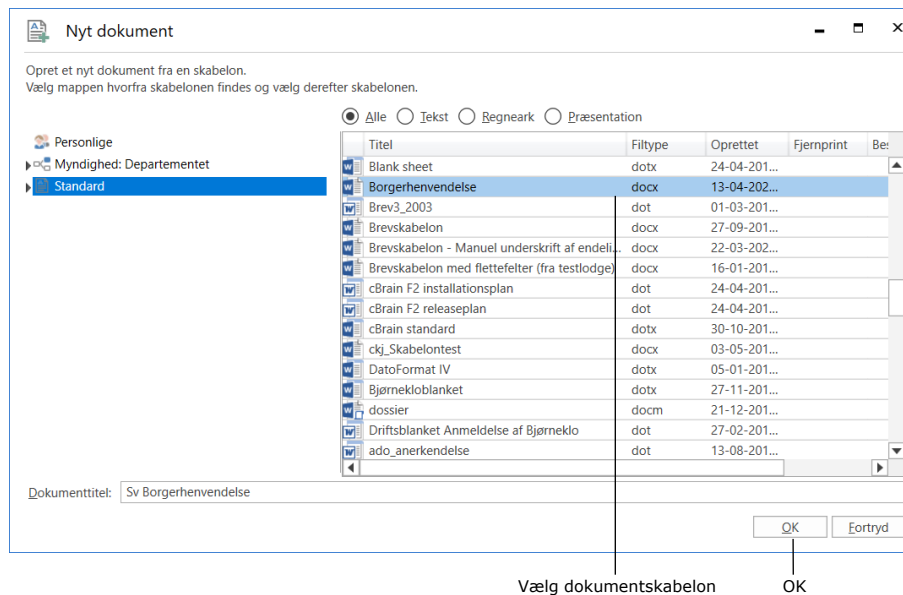 Nyt dokument
Opret et nyt dokument fra en skabelon.
Vælg mappen hvorfra skabelonen findes og vælg derefter skabelonen.
Alle Tekst Regneark Præsentation
Personlige
Myndighed: Departementet
Standard
Titel Filtype Oprettet Fjernprint Be
Blank sheet dotx 24-04-201...
Borgerhenvendelse docx 13-04-202...
Brev3_2003 dot 01-03-201...
Brevskabelon docx 27-09-201...
Brevskabelon - Manuel underskrift af endeli... docx 22-03-202...
Brevskabelon med flettefelter (fra testlodge) docx 16-01-201...
cBrain F2 installationsplan dot 24-04-201...
cBrain F2 releaseplan dot 24-04-201...
cBrain standard dotx 30-10-201...
ckj_Skabelontest docx 03-05-201...
DatoFormat IV dotx 05-01-201...
Bjørnekloblanket dotx 27-11-201...
dossier docm 21-12-201...
Driftsblanket Anmeldelse af Bjørneklo dot 27-02-201...
ado_anerkendelse dot 13-08-201...
Dokumenttitel: Sv Borgerhenvendelse
OK Fortryd
Vælg dokumentskabelon OK